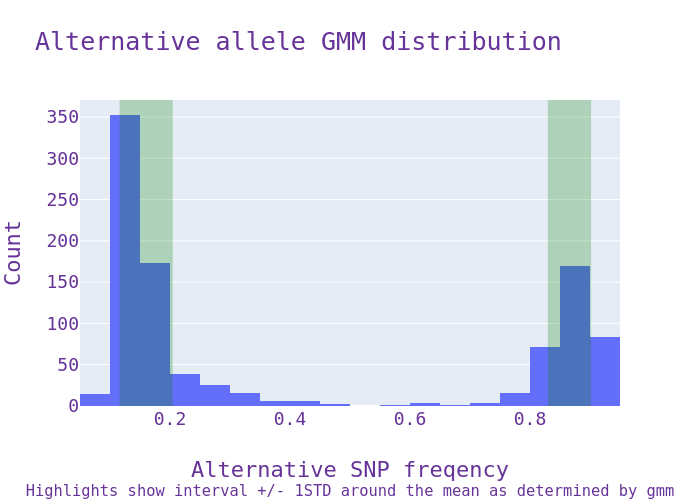 Alternative allele GMM distribution
Count
350
300
250
200
150
100
50
0
0.2 0.4 0.6 0.8
Alternative SNP freqency
Highlights show interval +/- 1STD around the mean as determined by gmm